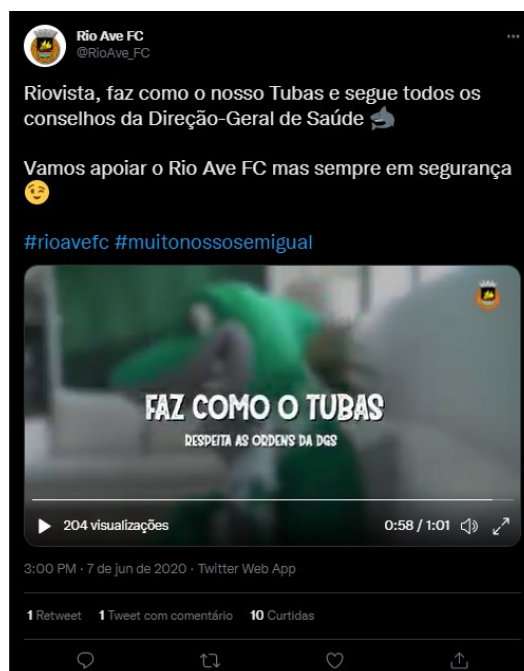 Rio Ave FC
@RioAve_FC
Riovista, faz como o nosso Tubas e segue todos os
conselhos da Direção-Geral de Saúde 🦈
Vamos apoiar o Rio Ave FC mas sempre em segurança
😉
#rioavefc #muitonossosemigual
FAZ COMO O TUBAS
RESPEITA AS ORDENS DA DGS
204 visualizações
0:58 / 1:01
3:00 PM · 7 de jun de 2020 · Twitter Web App
1 Retweet 1 Tweet com comentário 10 Curtidas